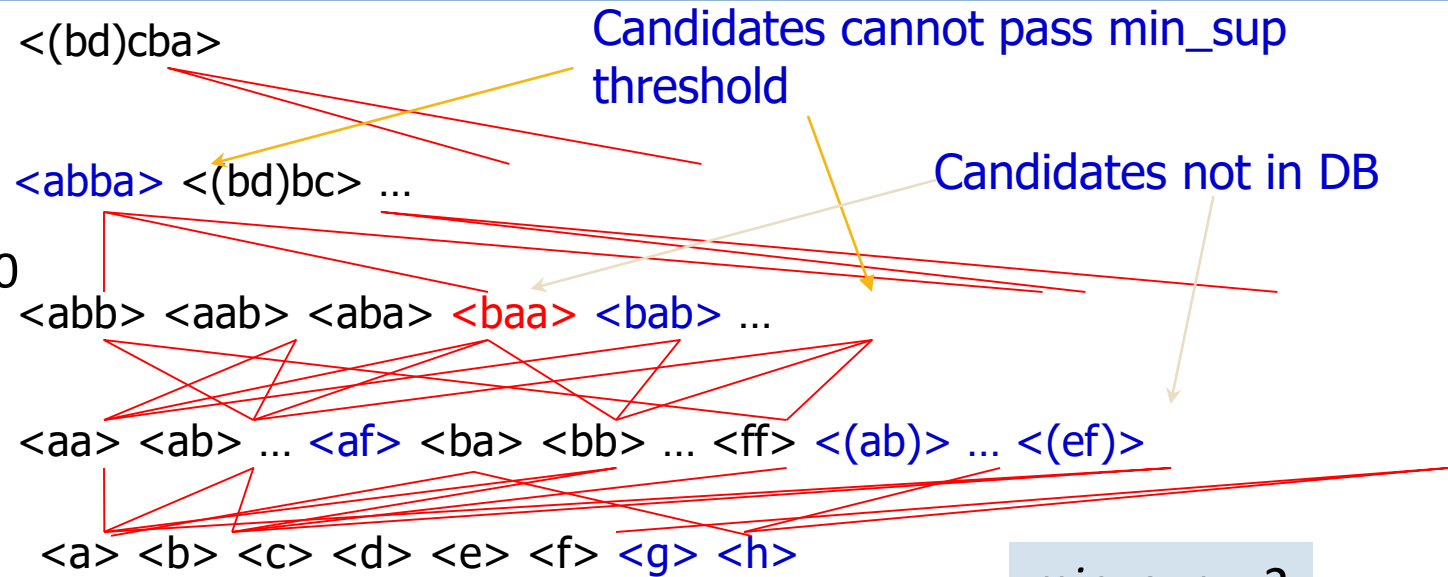 <(bd)cba>
Candidates cannot pass min_sup
threshold
<abba> <(bd)bc> …
Candidates not in DB
0
<abb> <aab> <aba> <baa> <bab> …
<aa> <ab> … <af> <ba> <bb> … <ff> <(ab)> … <(ef)>
<a> <b> <c> <d> <e> <f> <g> <h>